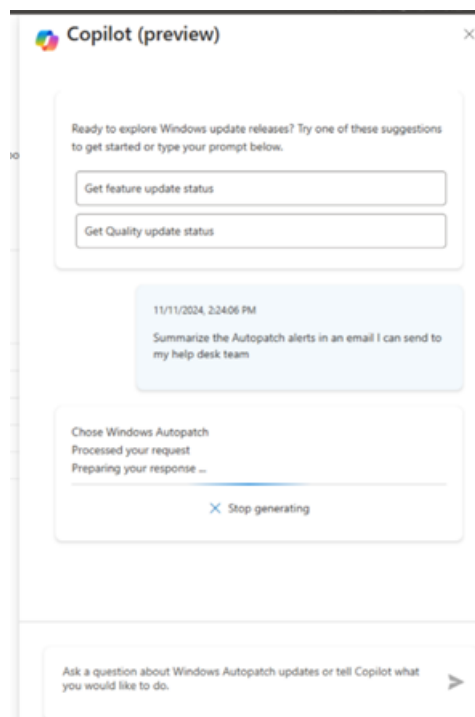 Copilot (preview)
Ready to explore Windows update releases? Try one of these suggestions
to get started or type your prompt below.
Get feature update status
Get Quality update status
11/11/2024, 2:24:06 PM
Summarize the Autopatch alerts in an email I can send to
my help desk team
Chose Windows Autopatch
Processed your request
Preparing your response ...
Stop generating
Ask a question about Windows Autopatch updates or tell Copilot what
you would like to do.